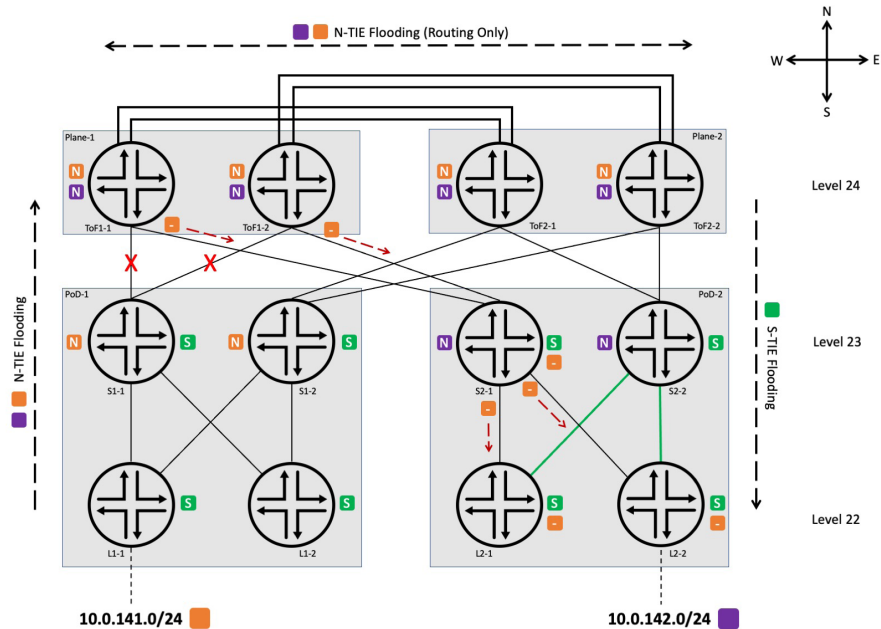 N-TIE Flooding (Routing Only)
N
W
E
S
Plane-1
Plane-2
N
N
N
N
N
N
N
N
Level 24
ToF1-1
-
ToF1-2
-
ToF2-1
ToF2-2
X
X
N-TIE Flooding
S-TIE Flooding
PoD-1
PoD-2
N
S
N
S
N
S
-
N
S
Level 23
S1-1
S1-2
S2-1
S2-2
-
-
S
S
S
-
S
-
Level 22
L1-1
L1-2
L2-1
L2-2
10.0.141.0/24
10.0.142.0/24